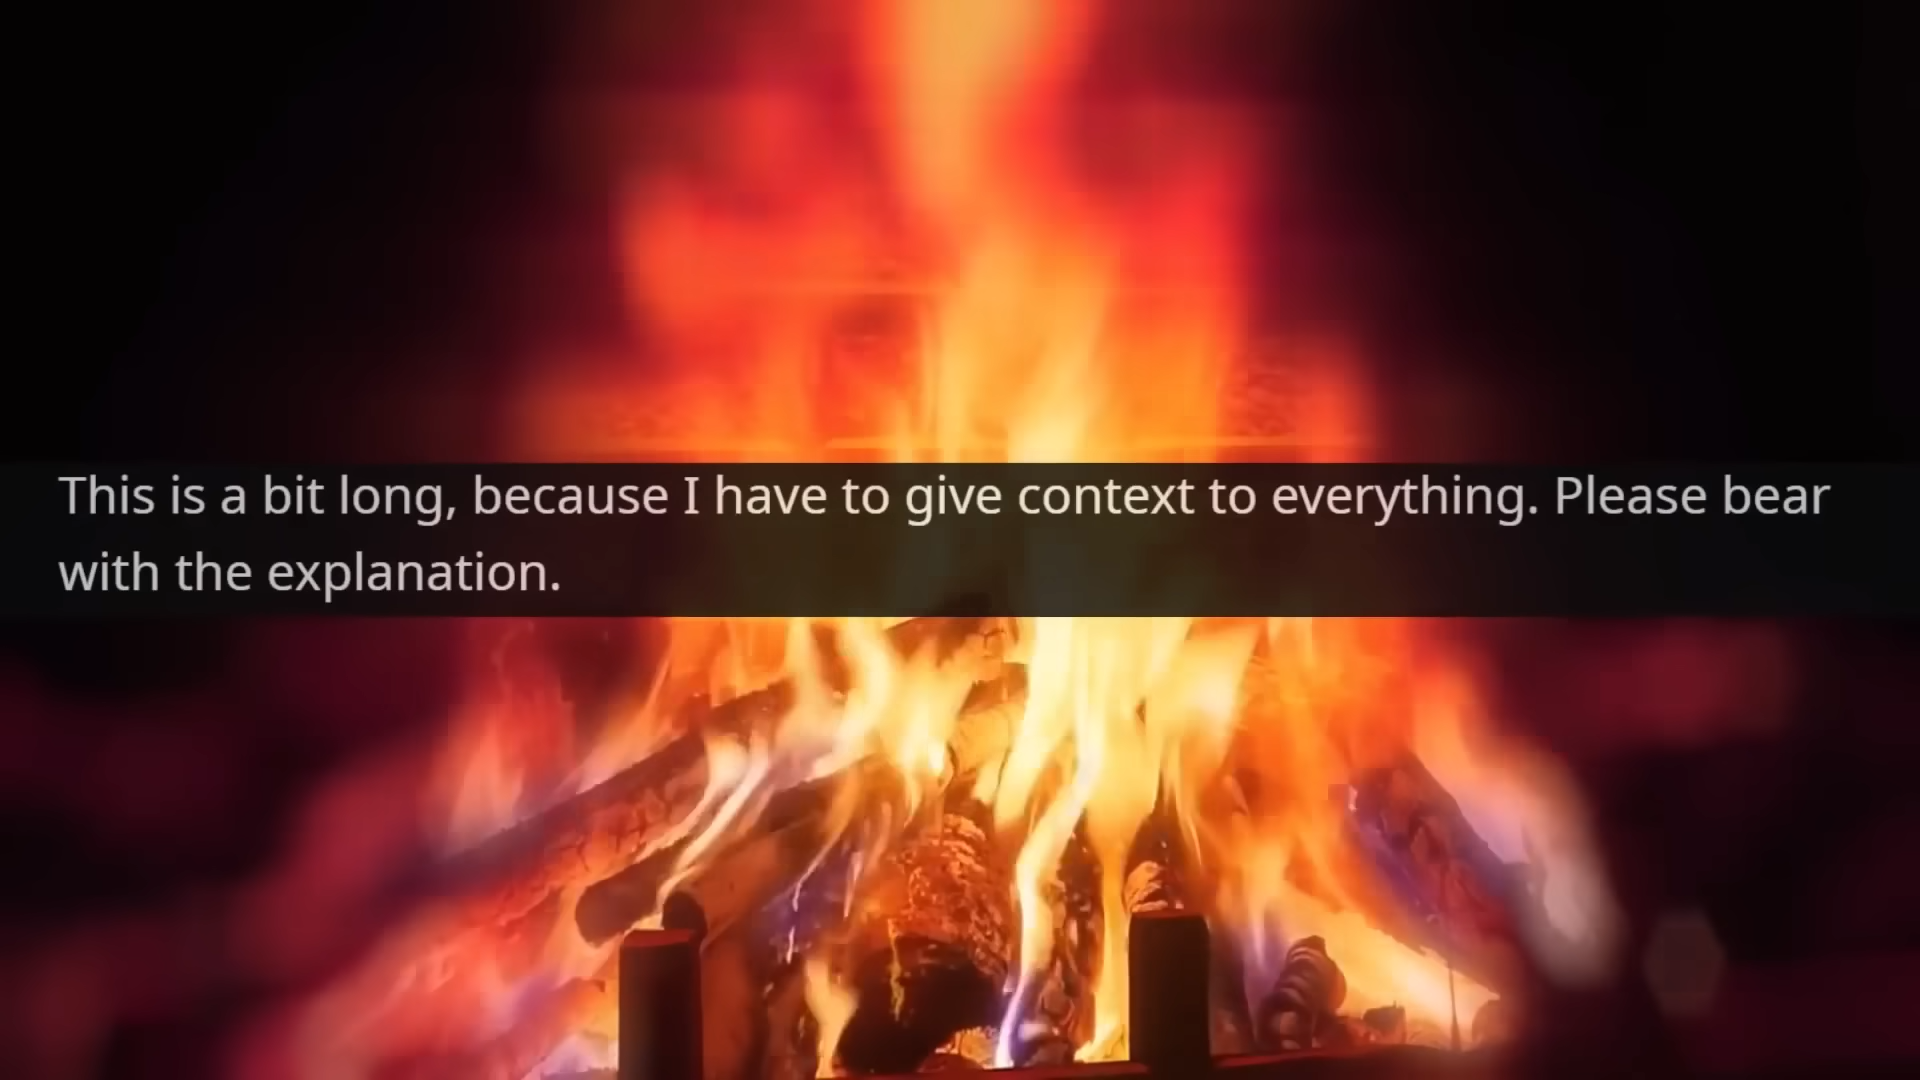 This is a bit long, because I have to give context to everything. Please bear
with the explanation.